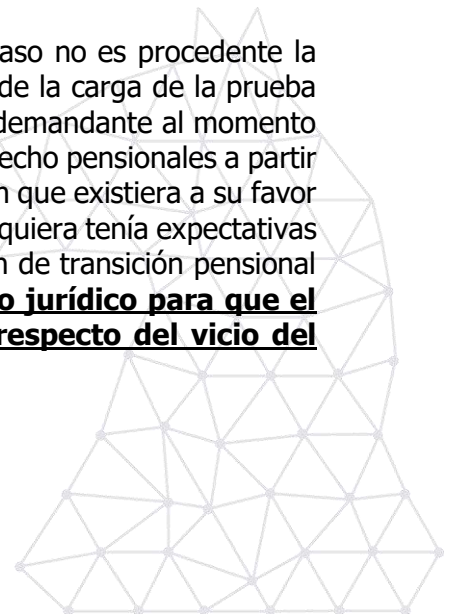 aso no es procedente la
de la carga de la prueba
demandante al momento
echo pensionales a partir
n que existiera a su favor
quiera tenía expectativas
n de transición pensional
o jurídico para que el
respecto del vicio del